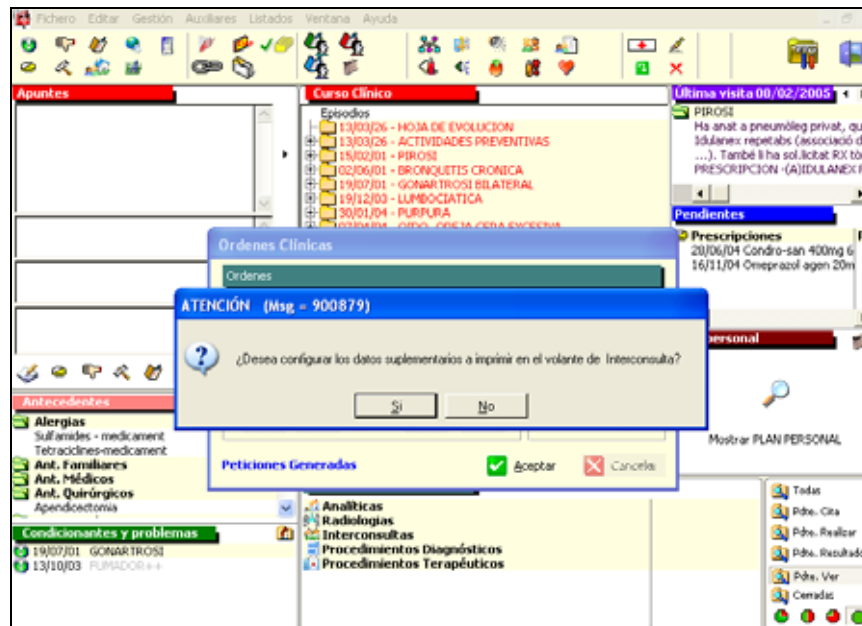 Fichero Editar Gestión Auxiliares Listados Ventana Ayuda
Apuntes
Curso Clínico
Episodios
13/03/26 - HOJA DE EVOLUCION
13/03/26 - ACTIVIDADES PREVENTIVAS
15/02/01 - PIROSI
02/06/01 - BRONQUITIS CRONICA
19/07/01 - GONARTROSI BILATERAL
19/12/03 - LUMBOCIATICA
30/01/04 - PURPURA
Última visita 00/02/2005
PIROSI
Ha anat a pneumóleg privat, qu
Idulanex repetabs (associació d
...). També li ha sol.licitat RX tò
PRESCRIPCION -(A)IDULANEX
Pendientes
Prescripciones
20/06/04 Condro-san 400mg 6
16/11/04 Omeprazol agen 20m
personal
Mostrar PLAN PERSONAL
Ordenes Clínicas
Ordenes
ATENCIÓN (Msg = 900879)
¿Desea configurar los datos suplementarios a imprimir en el volante de Interconsulta?
Si
No
Peticiones Generadas
Aceptar
Cancela
Antecedentes
Alergias
Sulfamides - medicament
Tetraciclines-medicament
Ant. Familiares
Ant. Médicos
Ant. Quirúrgicos
Apendicectomia
Condicionantes y problemas
19/07/01 GONARTROSI
13/10/03 FUMADOR++
Analíticas
Radiologias
Interconsultas
Procedimientos Diagnósticos
Procedimientos Terapéuticos
Todas
Pdte. Cita
Pdte. Realizar
Pdte. Resultado
Pdte. Ver
Cerradas